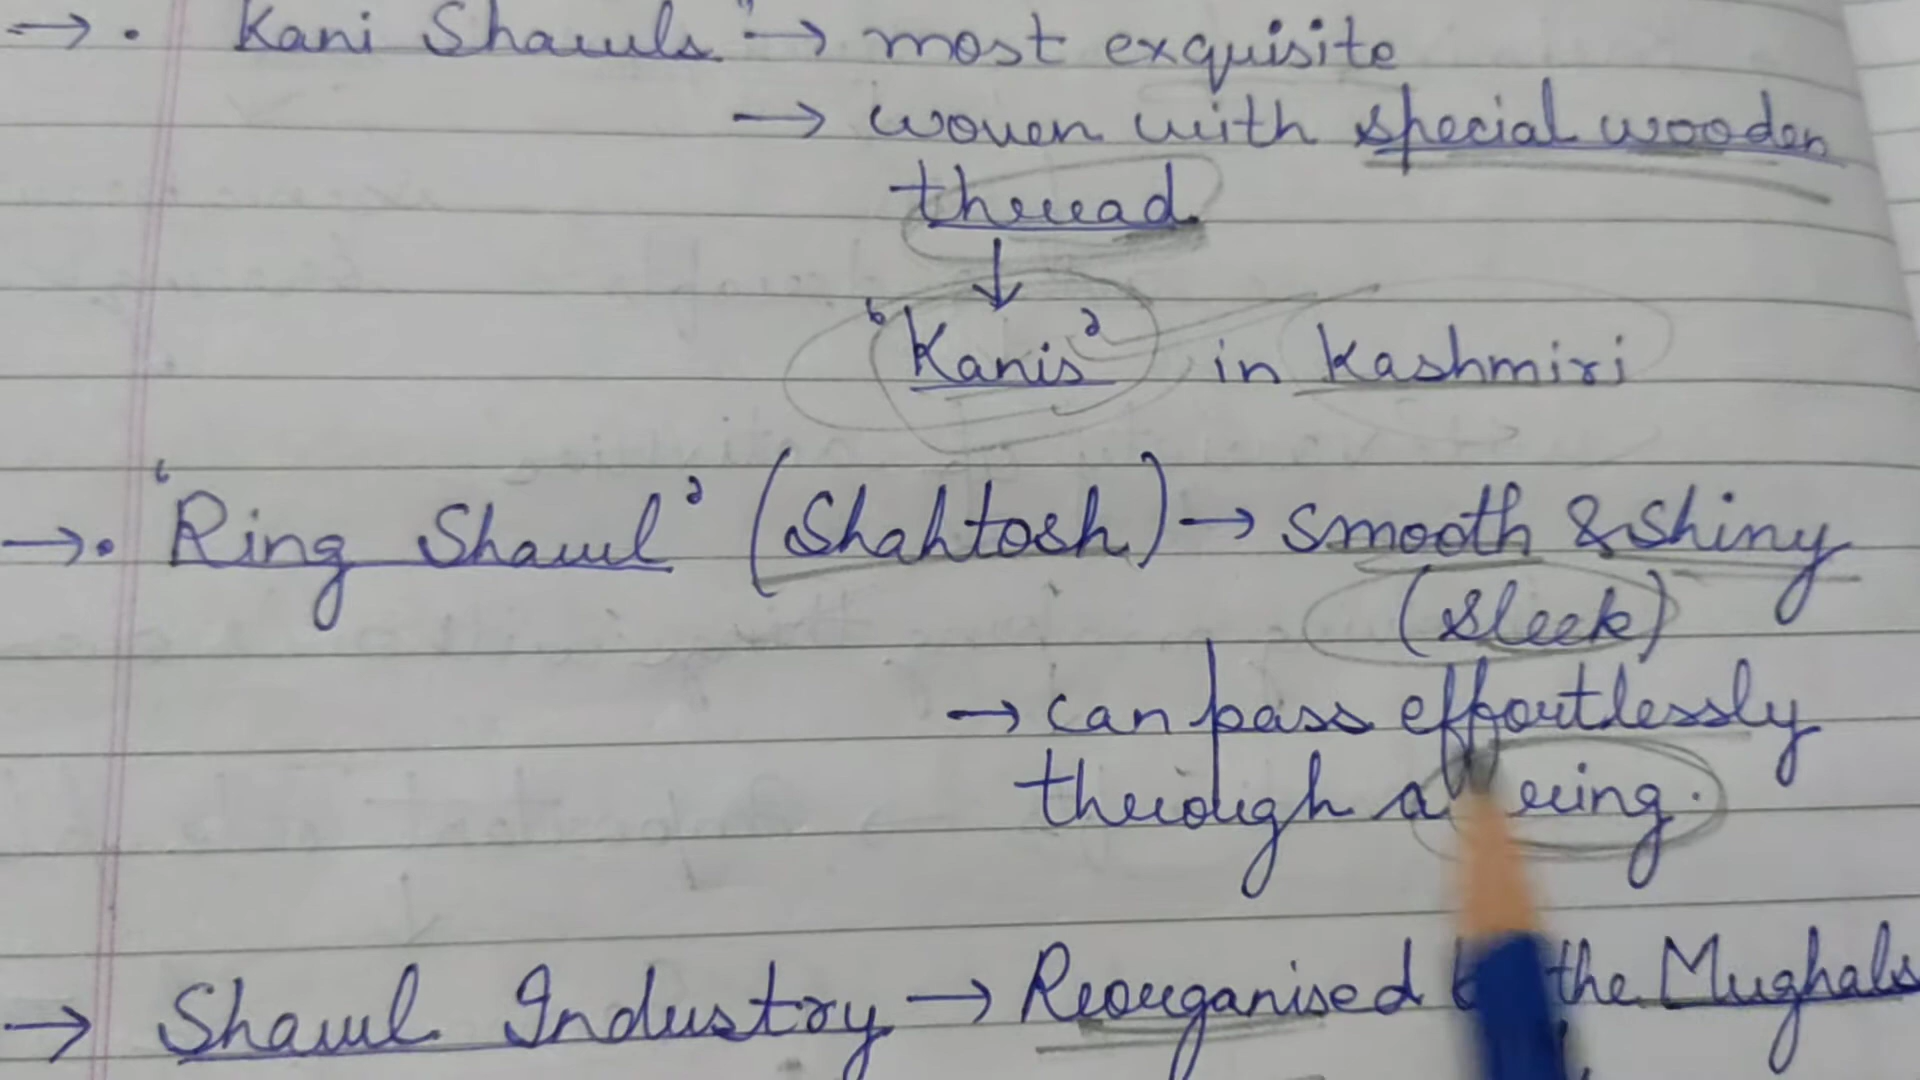 → • Kani Shawls" → most exquisite
→ woven with special wooden
thread
↓
'Kanis' in Kashmiri
→ • 'Ring Shawl' (Shahtosh) → Smooth & Shiny
(Sleek)
→ can pass effortlessly
through a ring.
→ Shawl Industry → Reorganised the Mughals